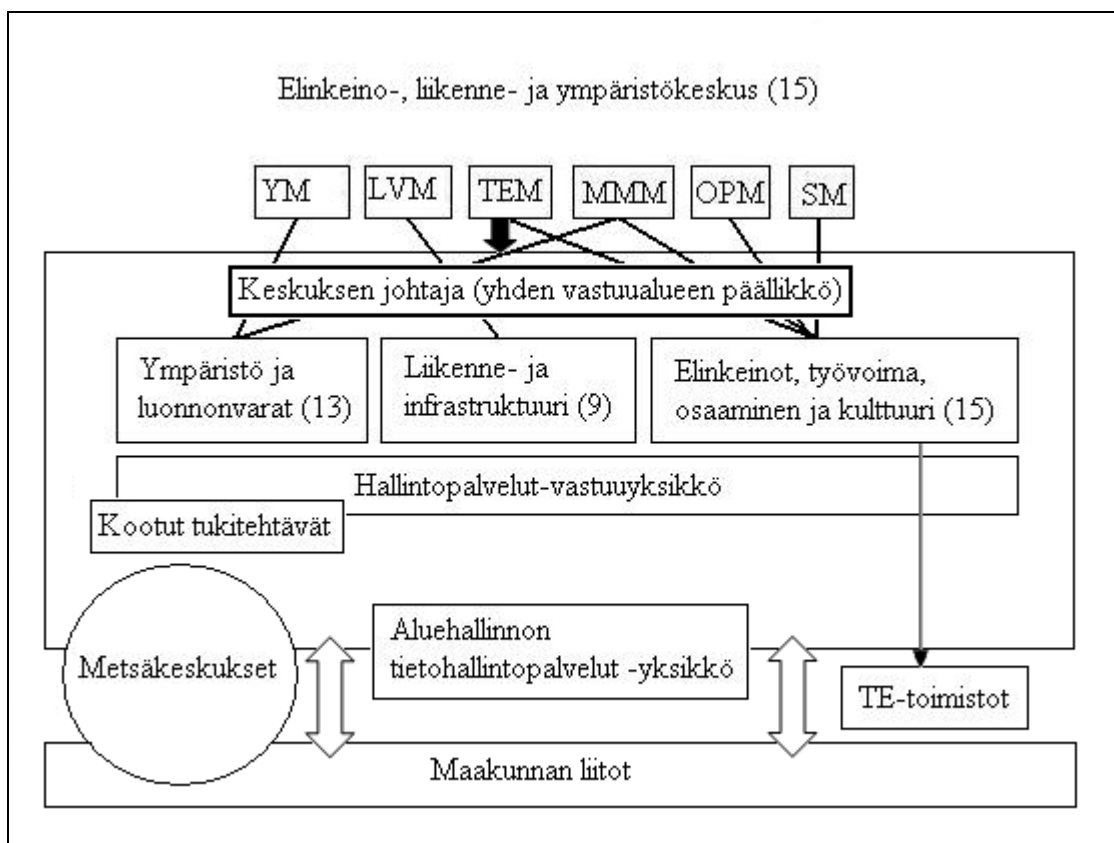 Elinkeino-, liikenne- ja ympäristökeskus (15)
YM LVM TEM MMM OPM SM
Keskuksen johtaja (yhden vastuualueen päällikkö)
Ympäristö ja
luonnonvarat (13)
Liikenne- ja
infrastruktuuri (9)
Elinkeinot, työvoima,
osaaminen ja kulttuuri (15)
Hallintopalvelut-vastuuyksikkö
Kootut tukitehtävät
Metsäkeskukset
Aluehallinnon
tietohallintopalvelut -yksikkö
TE-toimistot
Maakunnan liitot